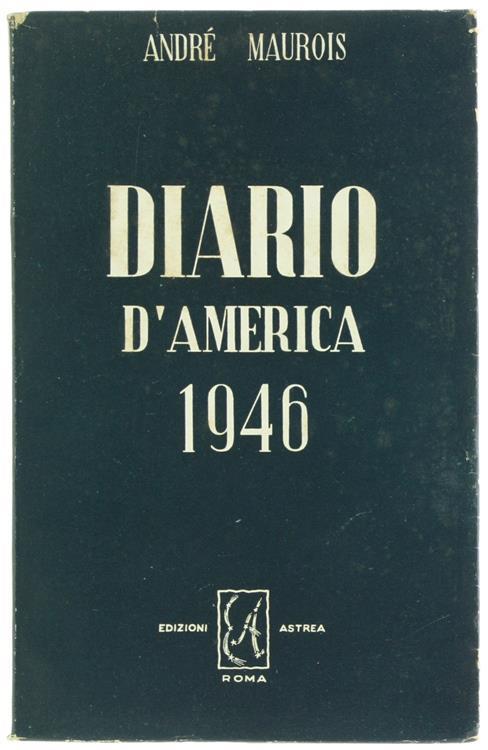 ANDRÉ MAUROIS
DIARIO
D'AMERICA
1946
EDIZIONI A ASTREA
ROMA